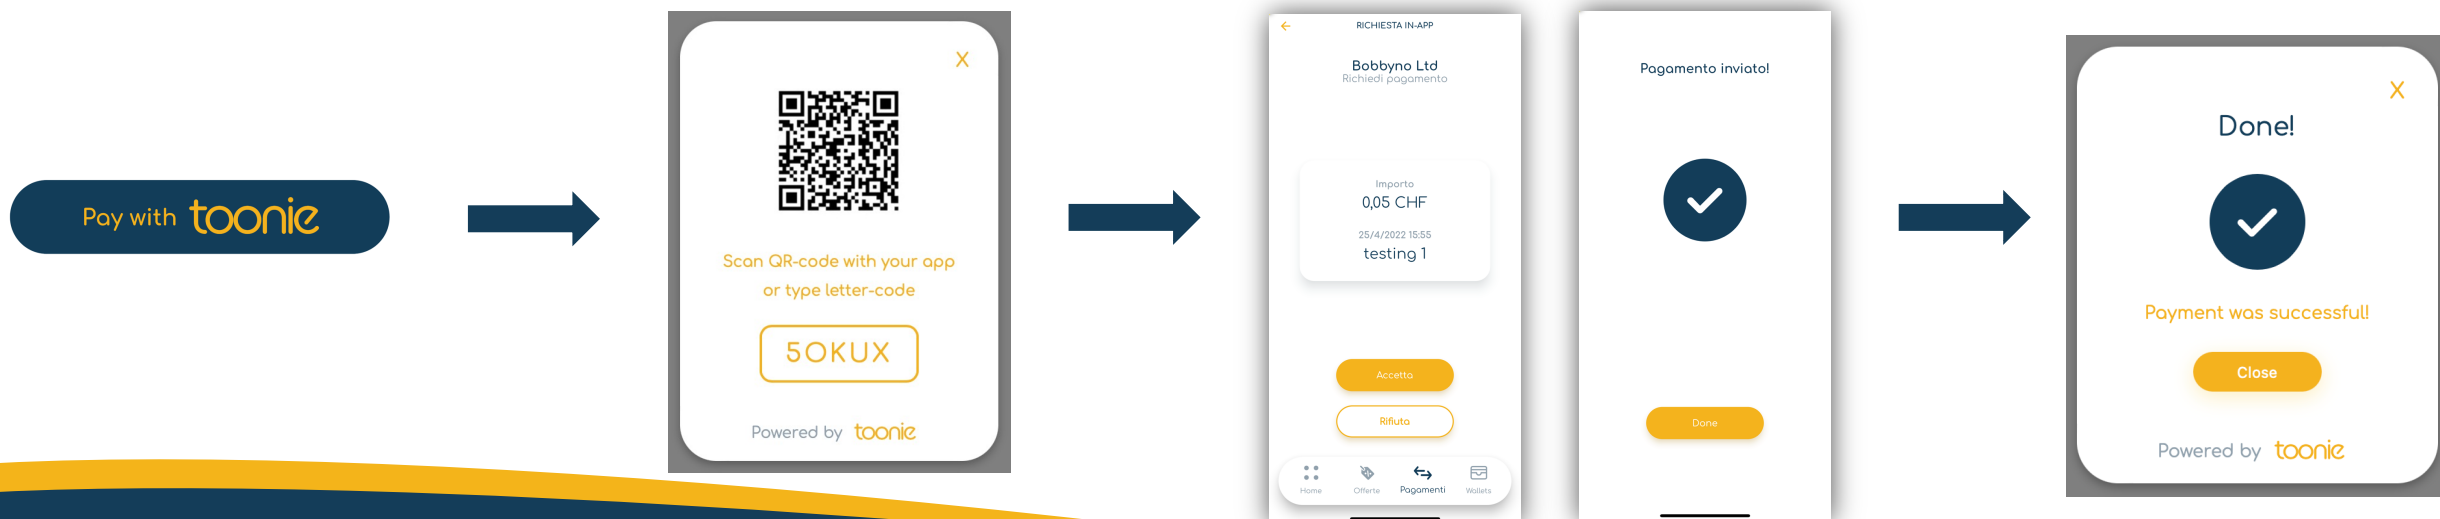 Pay with toonie
X
Scan QR-code with your app
or type letter-code
5OKUX
Powered by toonie
RICHIESTA IN-APP
Bobbyno Ltd
Richiedi pagamento
Importo
0,05 CHF
25/4/2022 15:55
testing 1
Accetto
Rifiuta
Home
Offerte
Pagamenti
Wallets
Pagamento inviato!
Done
X
Done!
Payment was successful!
Close
Powered by toonie